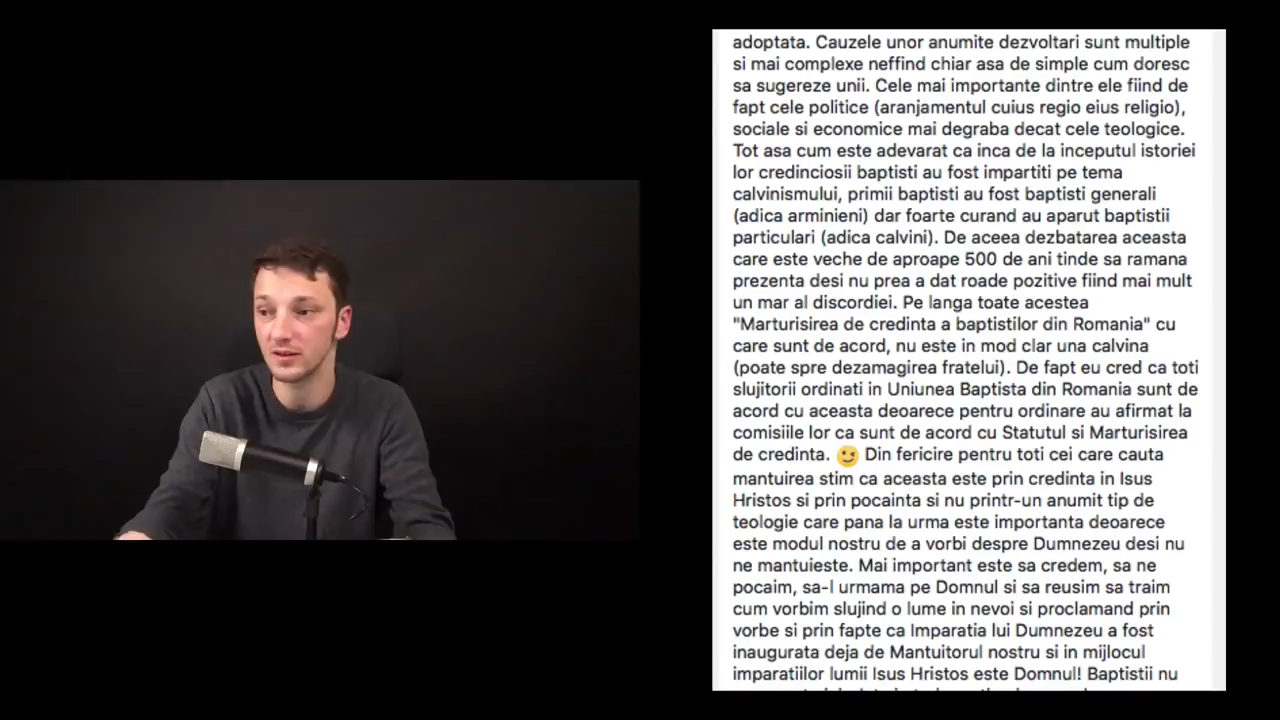 adoptata. Cauzele unor anumite dezvoltari sunt multiple
si mai complexe neffind chiar asa de simple cum doresc
sa sugereze unii. Cele mai importante dintre ele fiind de
fapt cele politice (aranjamentul cuius regio eius religio),
sociale si economice mai degraba decat cele teologice.
Tot asa cum este adevarat ca inca de la inceputul istoriei
lor credinciosii baptisti au fost impartiti pe tema
calvinismului, primii baptisti au fost baptisti generali
(adica arminieni) dar foarte curand au aparut baptistii
particulari (adica calvini). De aceea dezbatarea aceasta
care este veche de aproape 500 de ani tinde sa ramana
prezenta desi nu prea a dat roade pozitive fiind mai mult
un mar al discordiei. Pe langa toate acestea
"Marturisirea de credinta a baptistilor din Romania" cu
care sunt de acord, nu este in mod clar una calvina
(poate spre dezamagirea fratelui). De fapt eu cred ca toti
slujitorii ordinati in Uniunea Baptista din Romania sunt de
acord cu aceasta deoarece pentru ordinare au afirmat la
comisiile lor ca sunt de acord cu Statutul si Marturisirea
de credinta. 😉 Din fericire pentru toti cei care cauta
mantuirea stim ca aceasta este prin credinta in Isus
Hristos si prin pocainta si nu printr-un anumit tip de
teologie care pana la urma este importanta deoarece
este modul nostru de a vorbi despre Dumnezeu desi nu
ne mantuieste. Mai important este sa credem, sa ne
pocaim, sa-l urmama pe Domnul si sa reusim sa traim
cum vorbim slujind o lume in nevoi si proclamand prin
vorbe si prin fapte ca Imparatia lui Dumnezeu a fost
inaugurata deja de Mantuitorul nostru si in mijlocul
imparatiilor lumii Isus Hristos este Domnul! Baptistii nu